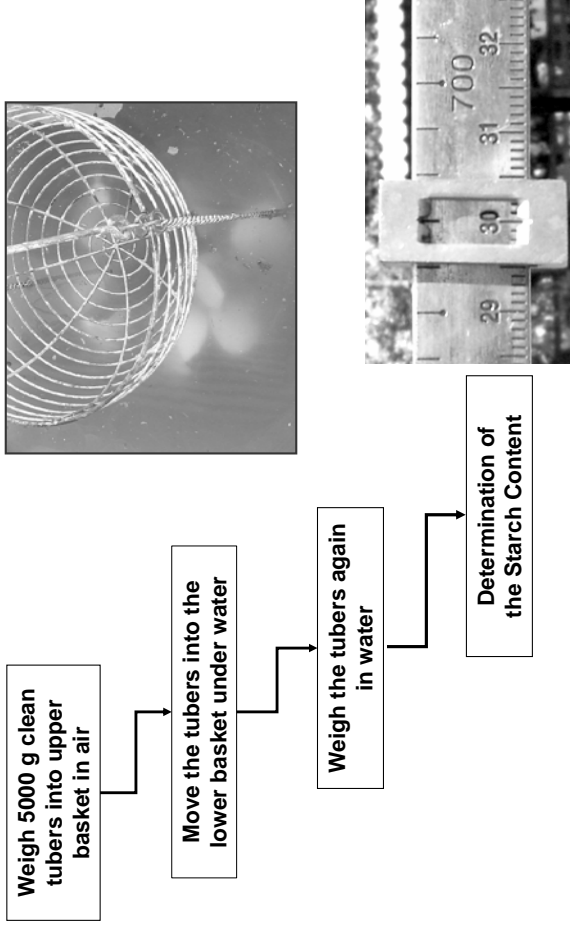 Weigh 5000 g clean
tubers into upper
basket in air
Move the tubers into the
lower basket under water
Weigh the tubers again
in water
Determination of
the Starch Content
700
29 30 31 32